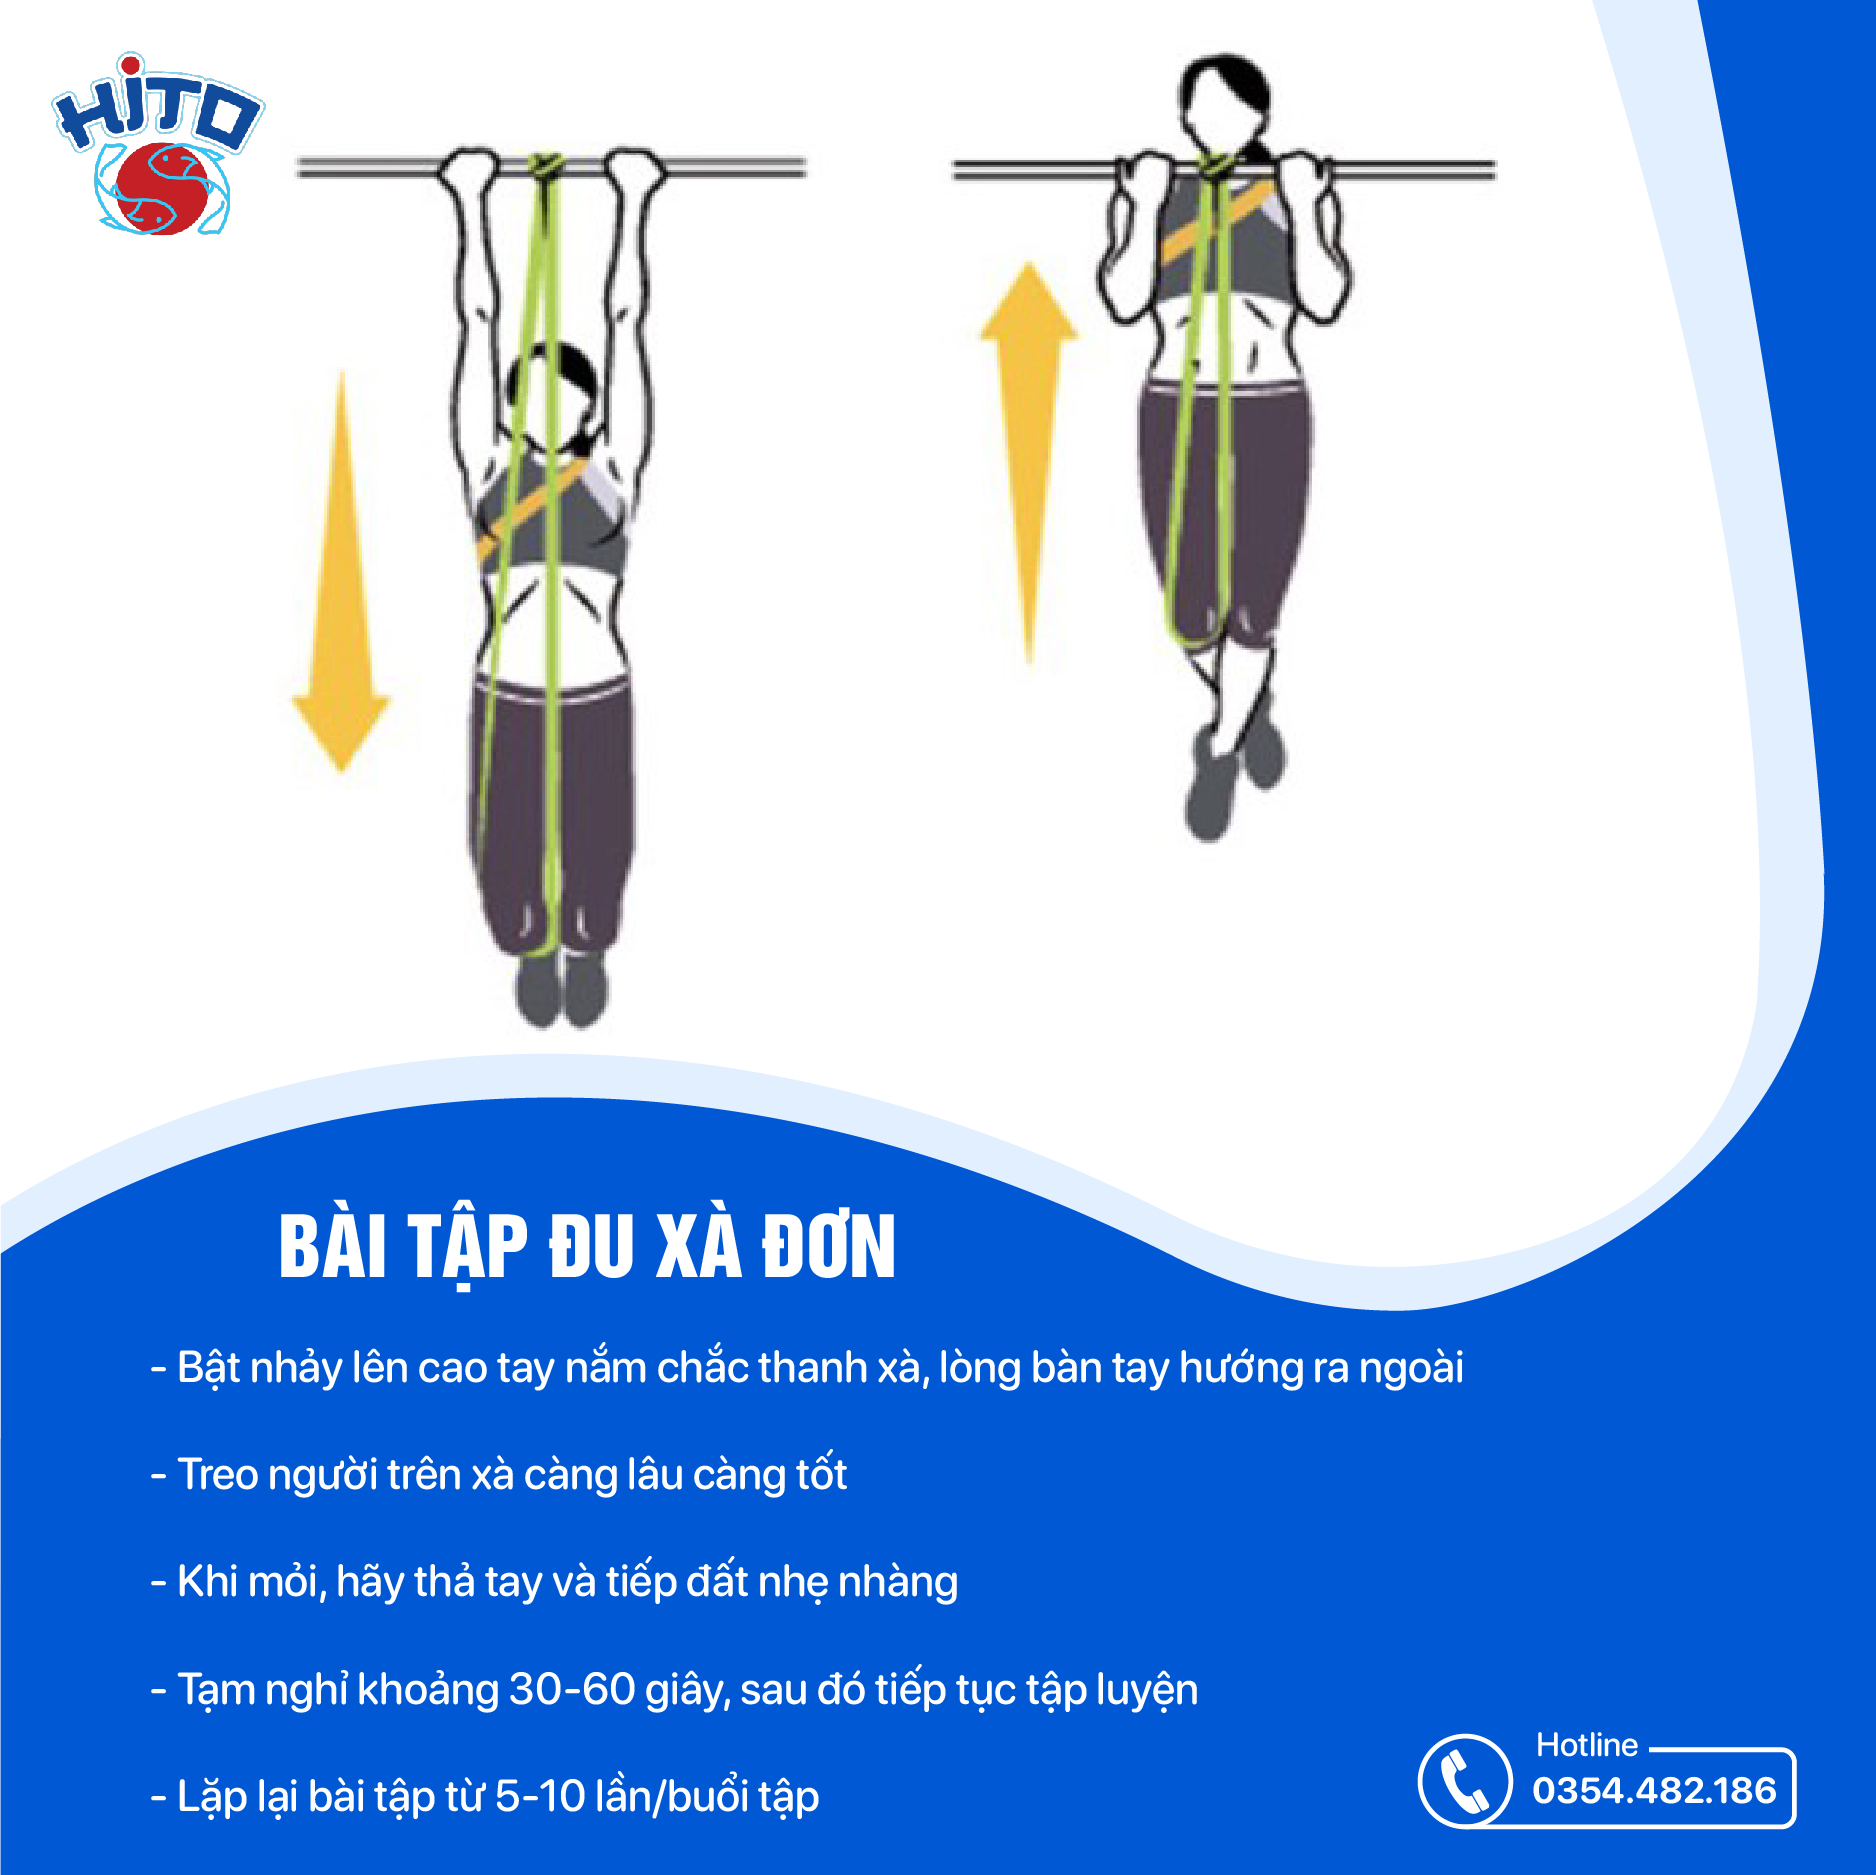 HiTO
BÀI TẬP ĐU XÀ ĐƠN
- Bật nhảy lên cao tay nắm chắc thanh xà, lòng bàn tay hướng ra ngoài
- Treo người trên xà càng lâu càng tốt
- Khi mỏi, hãy thả tay và tiếp đất nhẹ nhàng
- Tạm nghỉ khoảng 30-60 giây, sau đó tiếp tục tập luyện
- Lặp lại bài tập từ 5-10 lần/buổi tập
Hotline
0354.482.186